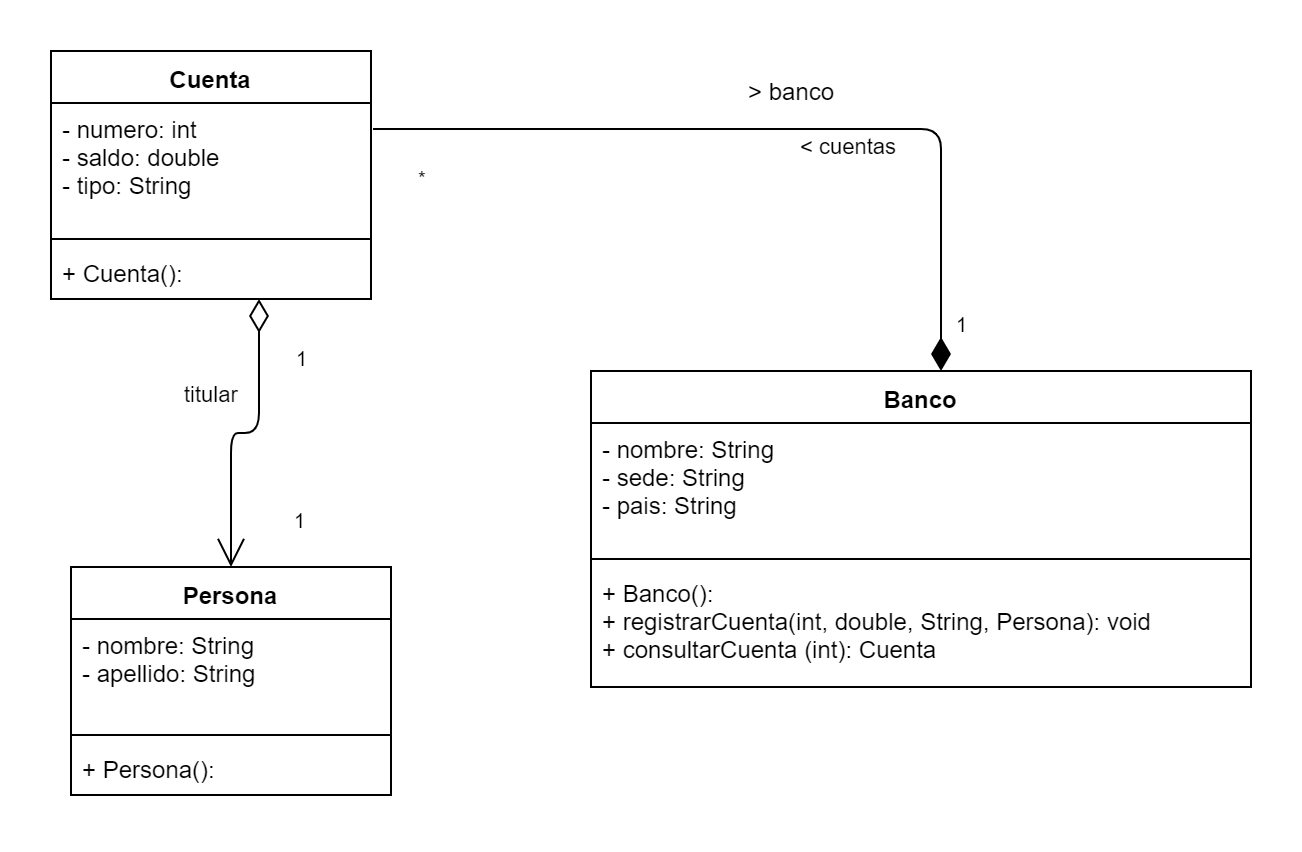 Cuenta
- numero: int
- saldo: double
- tipo: String
+ Cuenta():
> banco
< cuentas
*
1
titular
1
1
Persona
- nombre: String
- apellido: String
+ Persona():
Banco
- nombre: String
- sede: String
- pais: String
+ Banco():
+ registrarCuenta(int, double, String, Persona): void
+ consultarCuenta (int): Cuenta